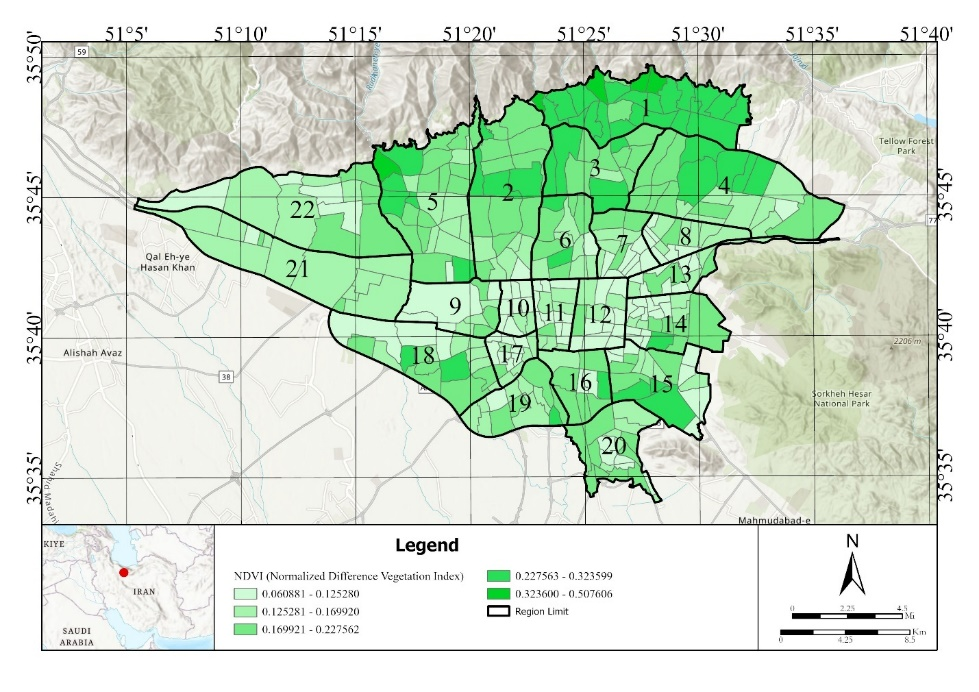 51°5' 51°10' 51°15' 51°20' 51°25' 51°30' 51°35' 51°40'
35°50'
59
1
Tellow Forest
Park
3
4
35°45'
5
2
22
77
6
7
8
Qal Eh-ye
Hasan Khan
21
13
9
10
11
12
14
35°40'
2206 m
Alishah Avaz
18
17
38
16
15
Sorkheh Hesar
National Park
19
20
35°35'
Mahmudabad-e
Legend
NDVI (Normalized Difference Vegetation Index)
0.060881 - 0.125280
0.125281 - 0.169920
0.169921 - 0.227562
0.227563 - 0.323599
0.323600 - 0.507606
Region Limit
KIYE
IRAN
SAUDI
ARABIA
N
0 2.25 4.5
Mi
Km
0 4.25 8.5